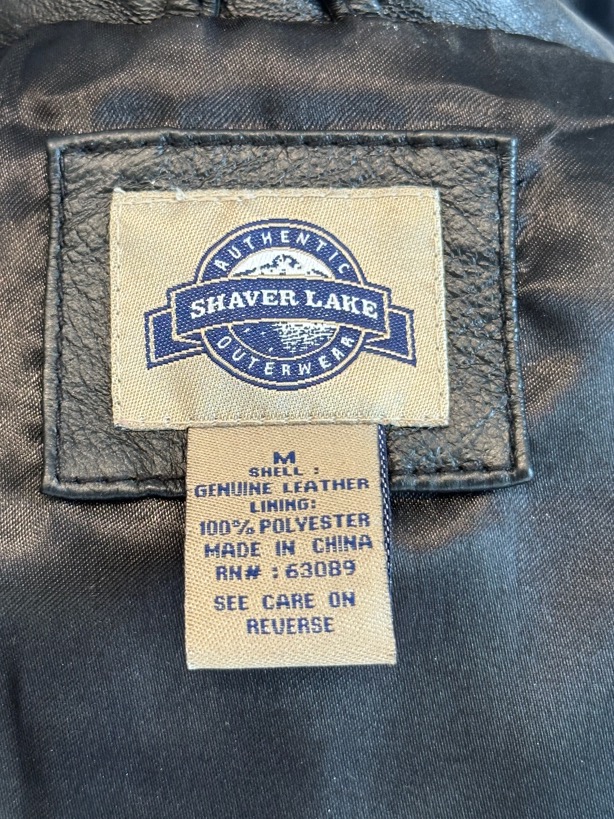 AUTHENTIC
SHAVER LAKE
OUTERWEAR
M
SHELL :
GENUINE LEATHER
LINING:
100% POLYESTER
MADE IN CHINA
RN# : 63089
SEE CARE ON
REVERSE